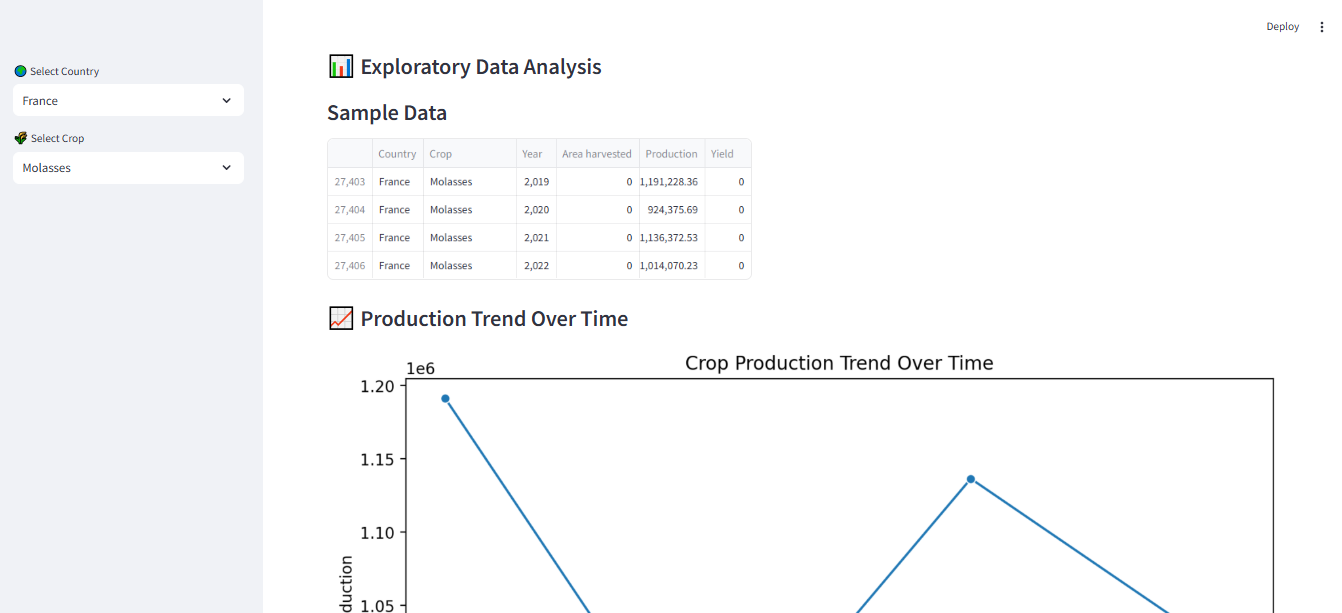 Deploy
Select Country
France
Select Crop
Molasses
Exploratory Data Analysis
Sample Data
Country Crop Year Area harvested Production Yield
27,403 France Molasses 2,019 0 1,191,228.36 0
27,404 France Molasses 2,020 0 924,375.69 0
27,405 France Molasses 2,021 0 1,136,372.53 0
27,406 France Molasses 2,022 0 1,014,070.23 0
Production Trend Over Time
Crop Production Trend Over Time
1e6
1.20
1.15
1.10
1.05
duction